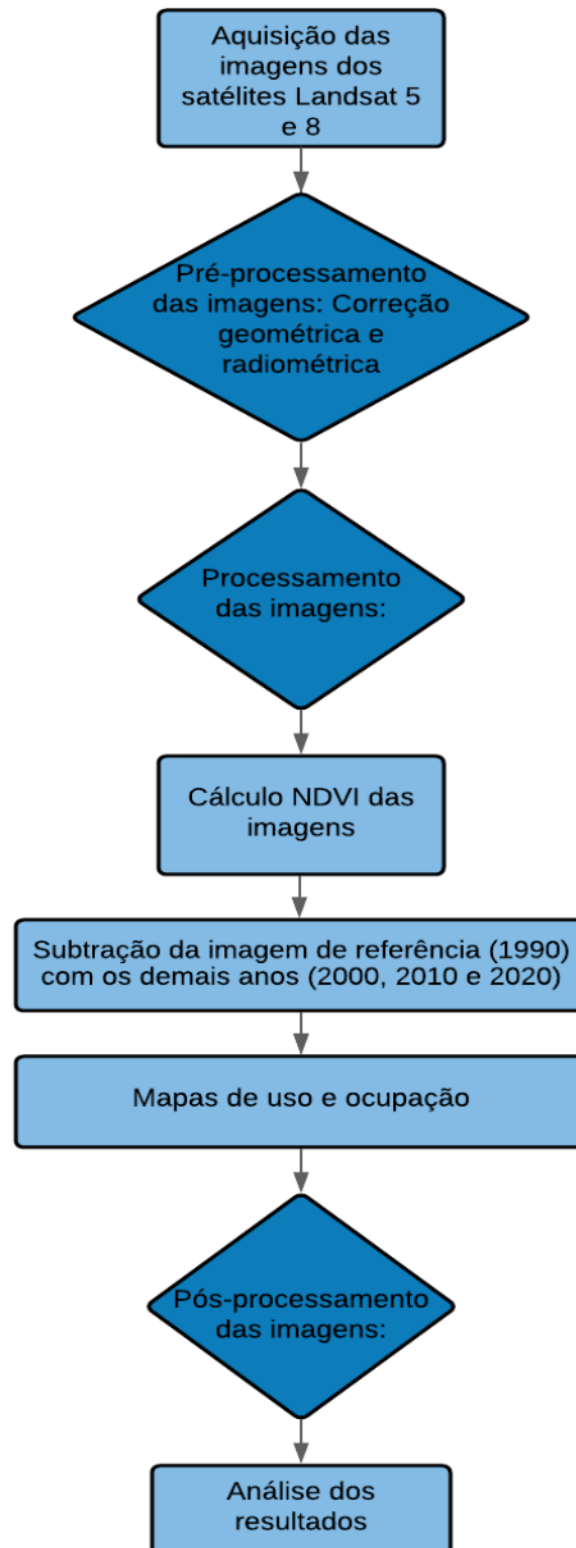 Aquisição das
imagens dos
satélites Landsat 5
e 8
Pré-processamento
das imagens: Correção
geométrica e
radiométrica
Processamento
das imagens:
Cálculo NDVI das
imagens
Subtração da imagem de referência (1990)
com os demais anos (2000, 2010 e 2020)
Mapas de uso e ocupação
Pós-processamento
das imagens:
Análise dos
resultados